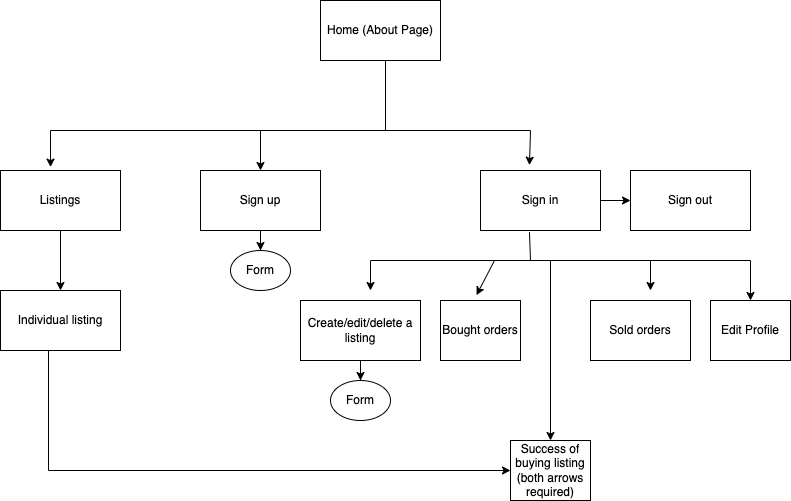 Home (About Page)
Listings
Sign up
Sign in
Sign out
Form
Individual listing
Create/edit/delete a
listing
Bought orders
Sold orders
Edit Profile
Form
Success of
buying listing
(both arrows
required)